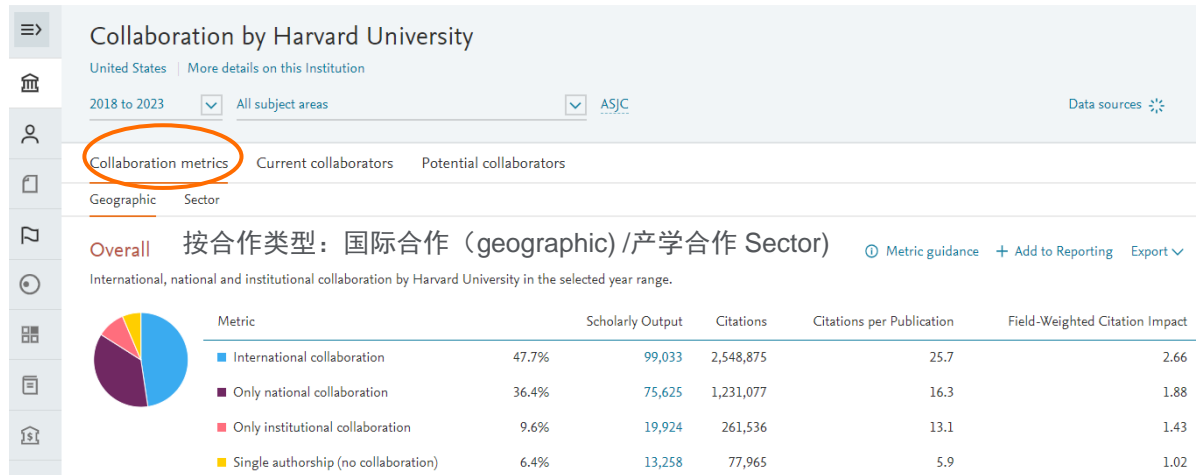 Collaboration by Harvard University
United States | More details on this Institution
2018 to 2023 All subject areas ASJC Data sources
Collaboration metrics Current collaborators Potential collaborators
Geographic Sector
Overall 按合作类型：国际合作（geographic) /产学合作 Sector) Metric guidance + Add to Reporting Export
International, national and institutional collaboration by Harvard University in the selected year range.
Metric Scholarly Output Citations Citations per Publication Field-Weighted Citation Impact
International collaboration 47.7% 99,033 2,548,875 25.7 2.66
Only national collaboration 36.4% 75,625 1,231,077 16.3 1.88
Only institutional collaboration 9.6% 19,924 261,536 13.1 1.43
Single authorship (no collaboration) 6.4% 13,258 77,965 5.9 1.02